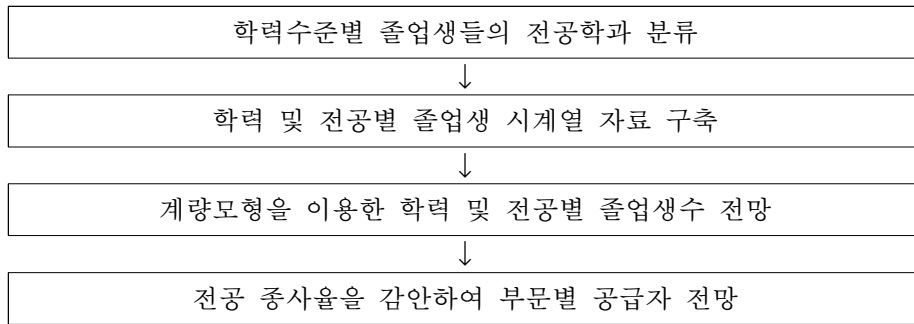 학력수준별 졸업생들의 전공학과 분류
↓
학력 및 전공별 졸업생 시계열 자료 구축
↓
계량모형을 이용한 학력 및 전공별 졸업생수 전망
↓
전공 종사율을 감안하여 부문별 공급자 전망